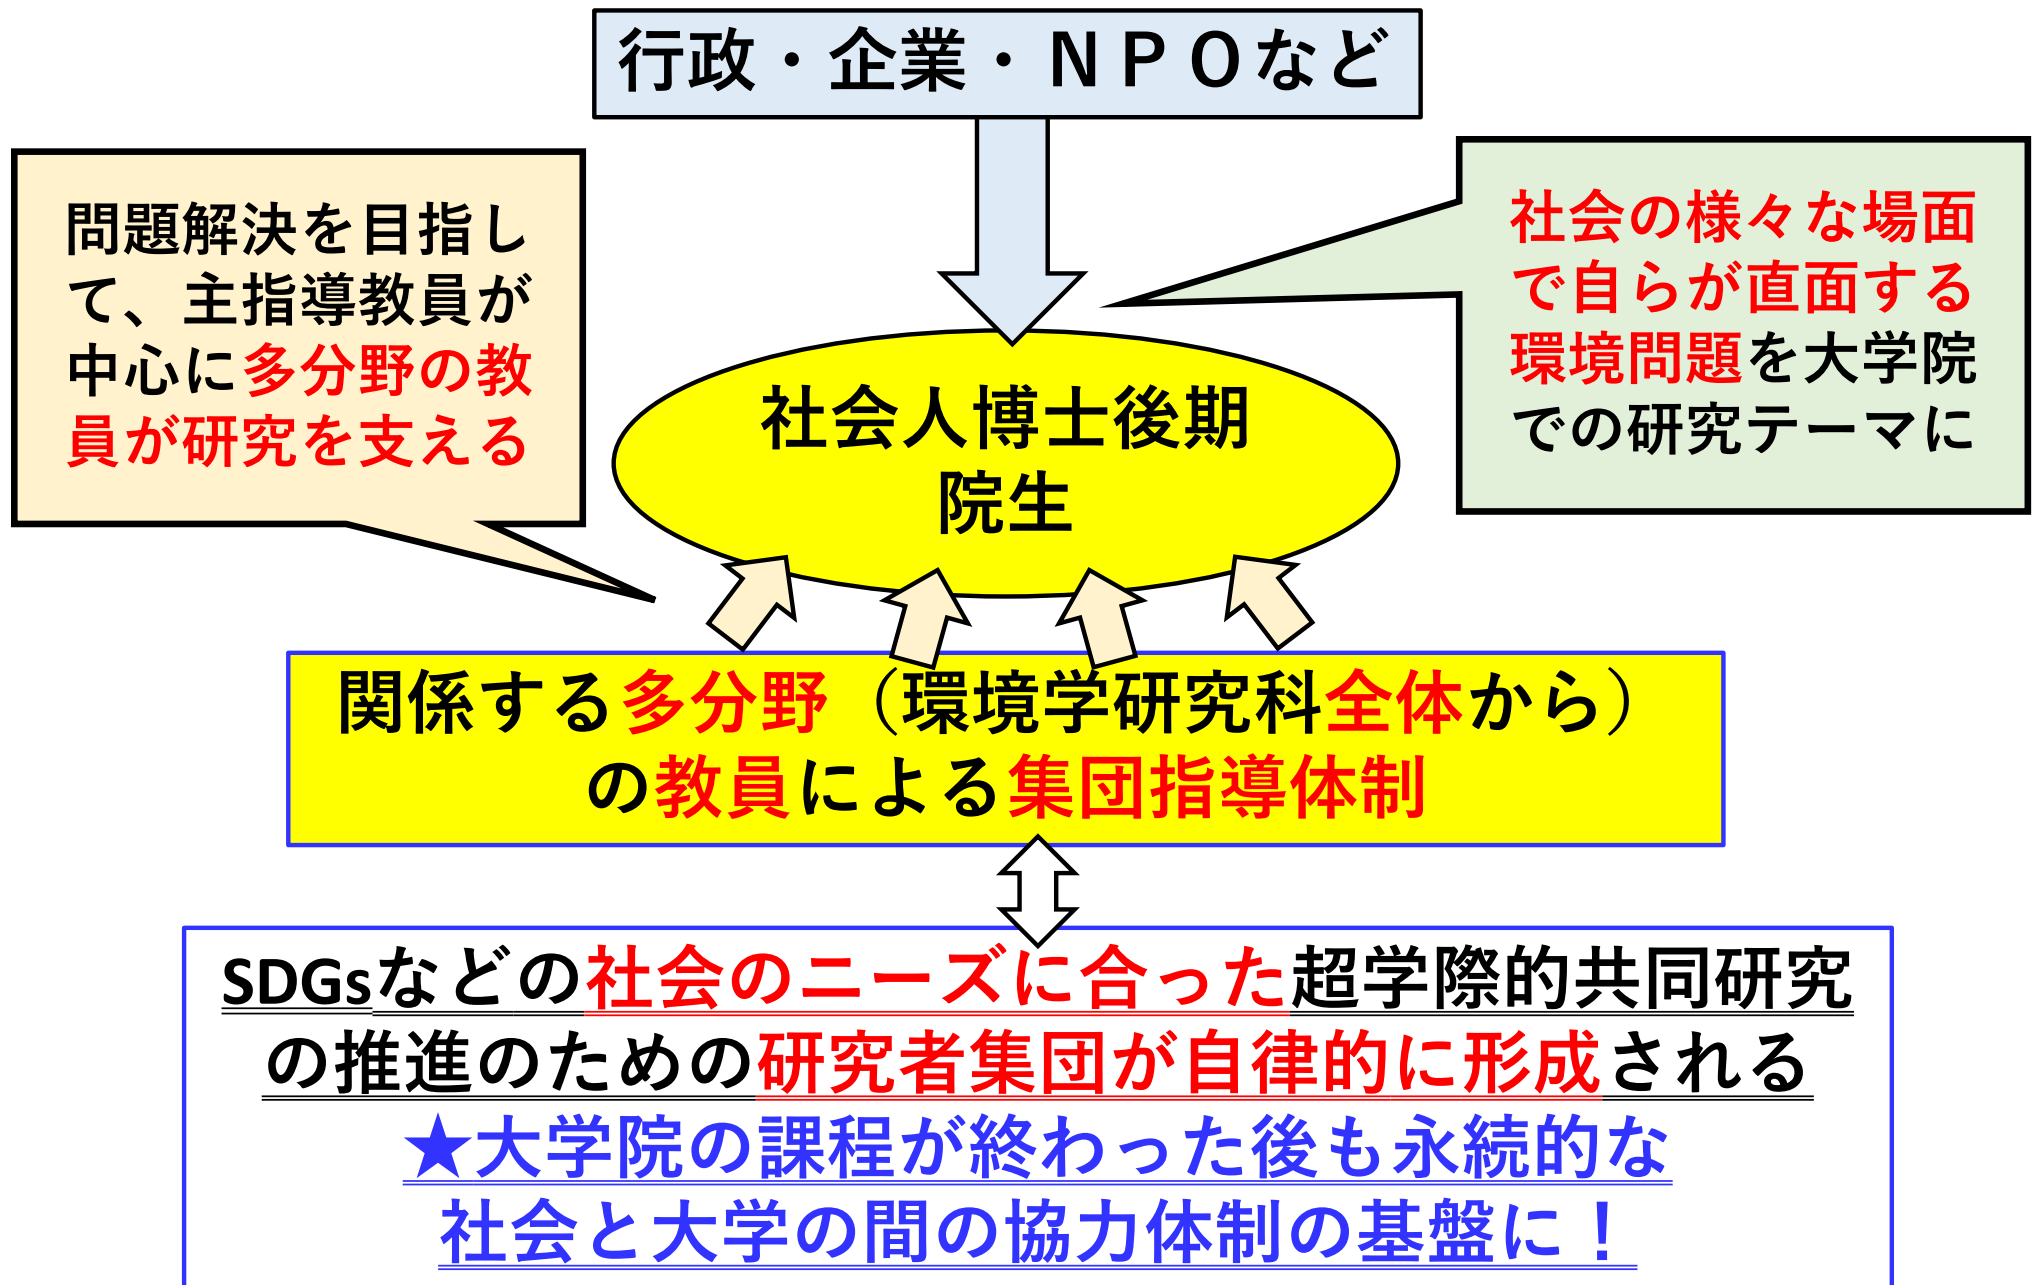 行政・企業・ＮＰＯなど
問題解決を目指し
て、主指導教員が
中心に多分野の教
員が研究を支える
社会の様々な場面
で自らが直面する
環境問題を大学院
での研究テーマに
社会人博士後期
院生
関係する多分野（環境学研究科全体から）
の教員による集団指導体制
SDGsなどの社会のニーズに合った超学際的共同研究
の推進のための研究者集団が自律的に形成される
★大学院の課程が終わった後も永続的な
社会と大学の間の協力体制の基盤に！